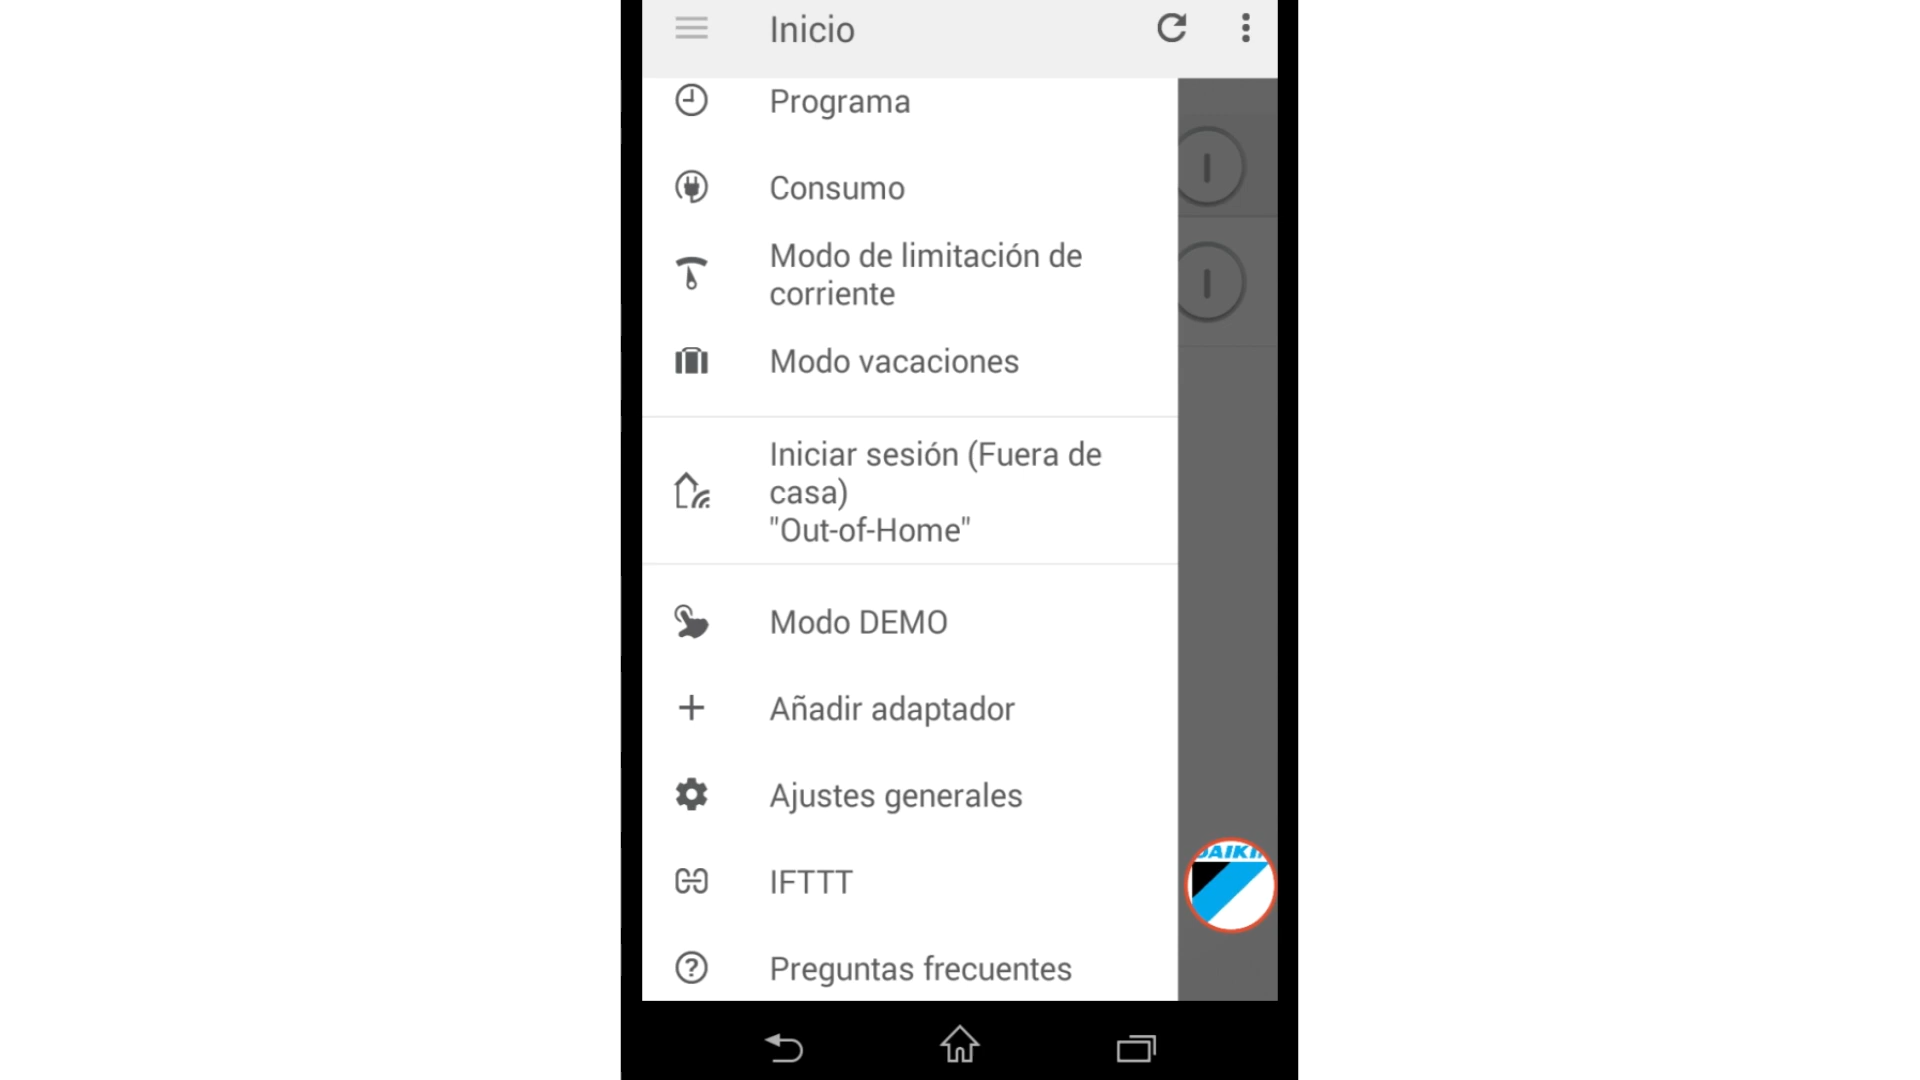 Inicio
Programa
Consumo
Modo de limitación de
corriente
Modo vacaciones
Iniciar sesión (Fuera de
casa)
"Out-of-Home"
Modo DEMO
Añadir adaptador
Ajustes generales
IFTTT
DAIKIN
Preguntas frecuentes